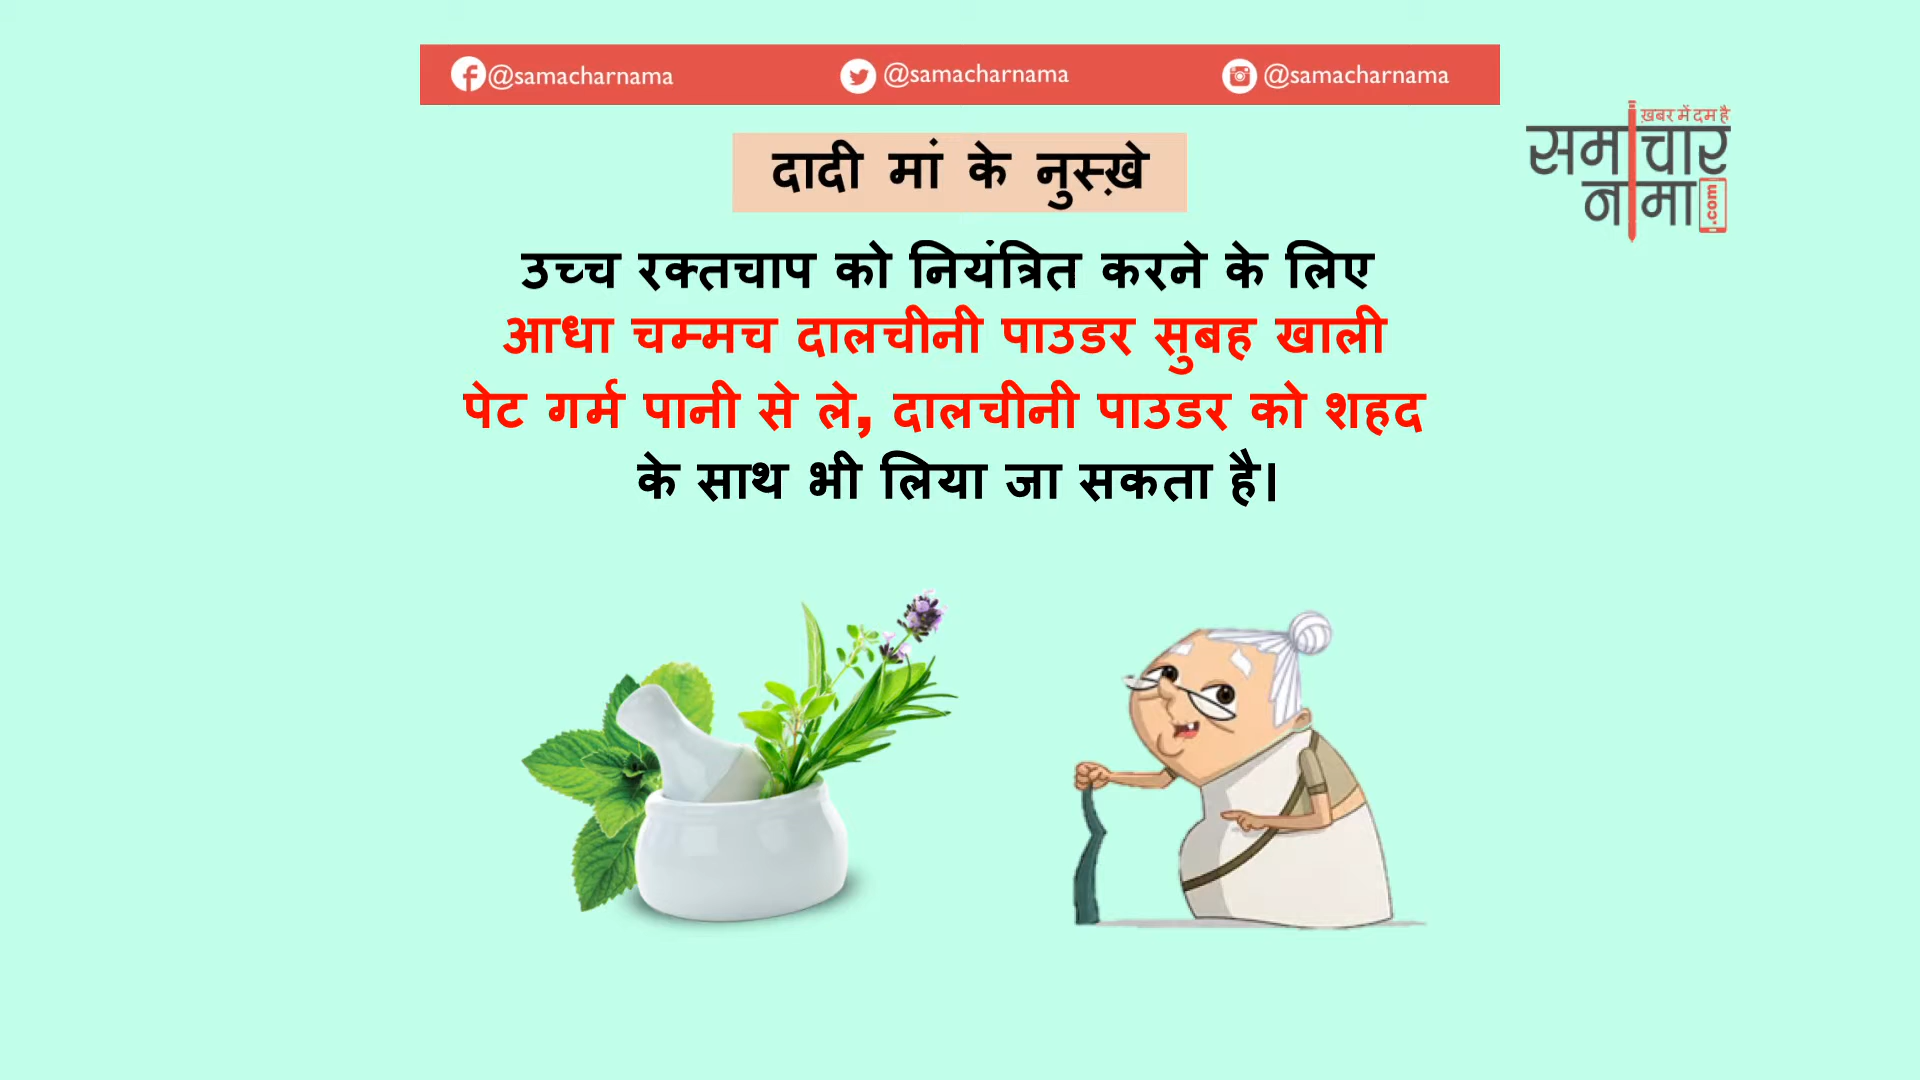 @samacharnama @samacharnama @samacharnama
ख़बर में दम है
समाचार
नामा.com
दादी मां के नुस्ख़े
उच्च रक्तचाप को नियंत्रित करने के लिए
आधा चम्मच दालचीनी पाउडर सुबह खाली
पेट गर्म पानी से ले, दालचीनी पाउडर को शहद
के साथ भी लिया जा सकता है।